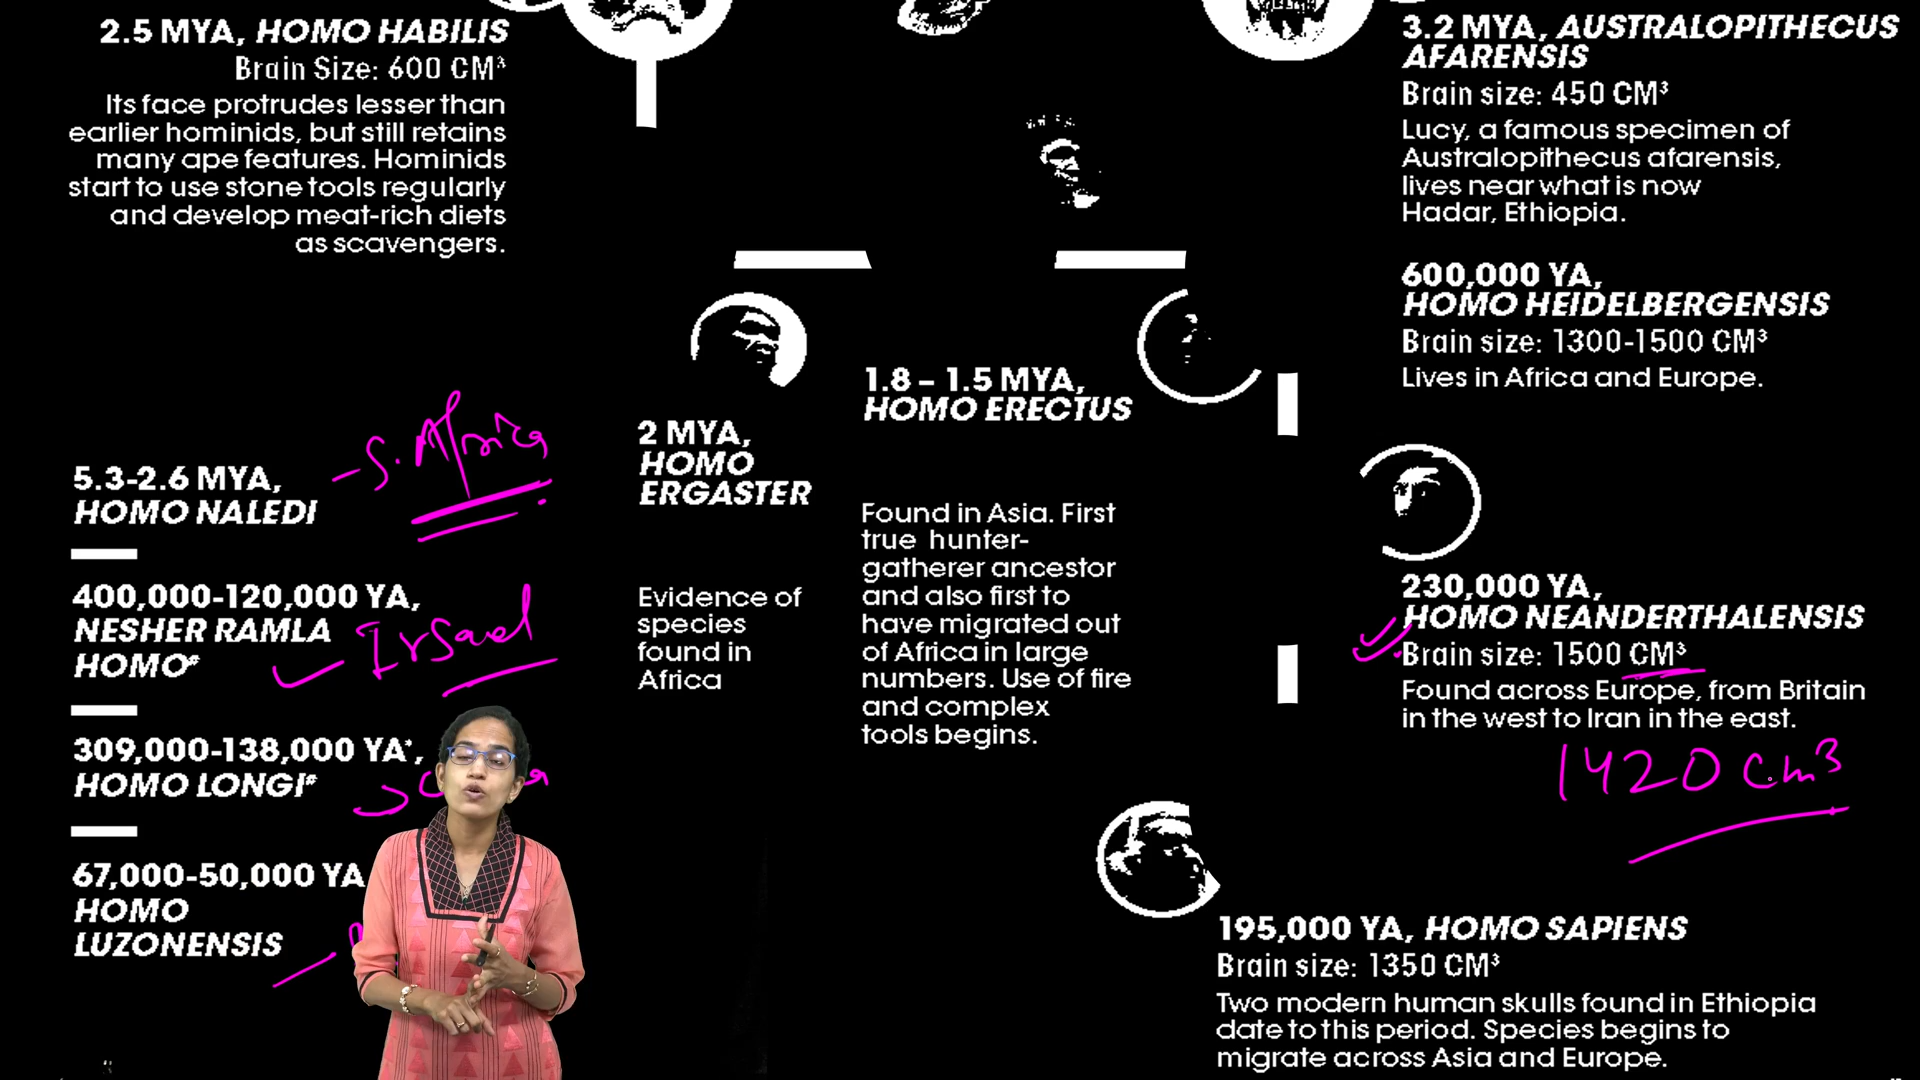 2.5 MYA, HOMO HABILIS
Brain Size: 600 CM³
Its face protrudes lesser than
earlier hominids, but still retains
many ape features. Hominids
start to use stone tools regularly
and develop meat-rich diets
as scavengers.
3.2 MYA, AUSTRALOPITHECUS
AFARENSIS
Brain size: 450 CM³
Lucy, a famous specimen of
Australopithecus afarensis,
lives near what is now
Hadar, Ethiopia.
600,000 YA,
HOMO HEIDELBERGENSIS
Brain size: 1300-1500 CM³
Lives in Africa and Europe.
5.3-2.6 MYA,
HOMO NALEDI
- S. Africa
400,000-120,000 YA,
NESHER RAMLA
HOMO#
Irsael
309,000-138,000 YA*,
HOMO LONGI#
67,000-50,000 YA
HOMO
LUZONENSIS
2 MYA,
HOMO
ERGASTER
Evidence of
species
found in
Africa
1.8 – 1.5 MYA,
HOMO ERECTUS
Found in Asia. First
true hunter-
gatherer ancestor
and also first to
have migrated out
of Africa in large
numbers. Use of fire
and complex
tools begins.
230,000 YA,
HOMO NEANDERTHALENSIS
Brain size: 1500 CM³
Found across Europe, from Britain
in the west to Iran in the east.
1420 cm³
195,000 YA, HOMO SAPIENS
Brain size: 1350 CM³
Two modern human skulls found in Ethiopia
date to this period. Species begins to
migrate across Asia and Europe.